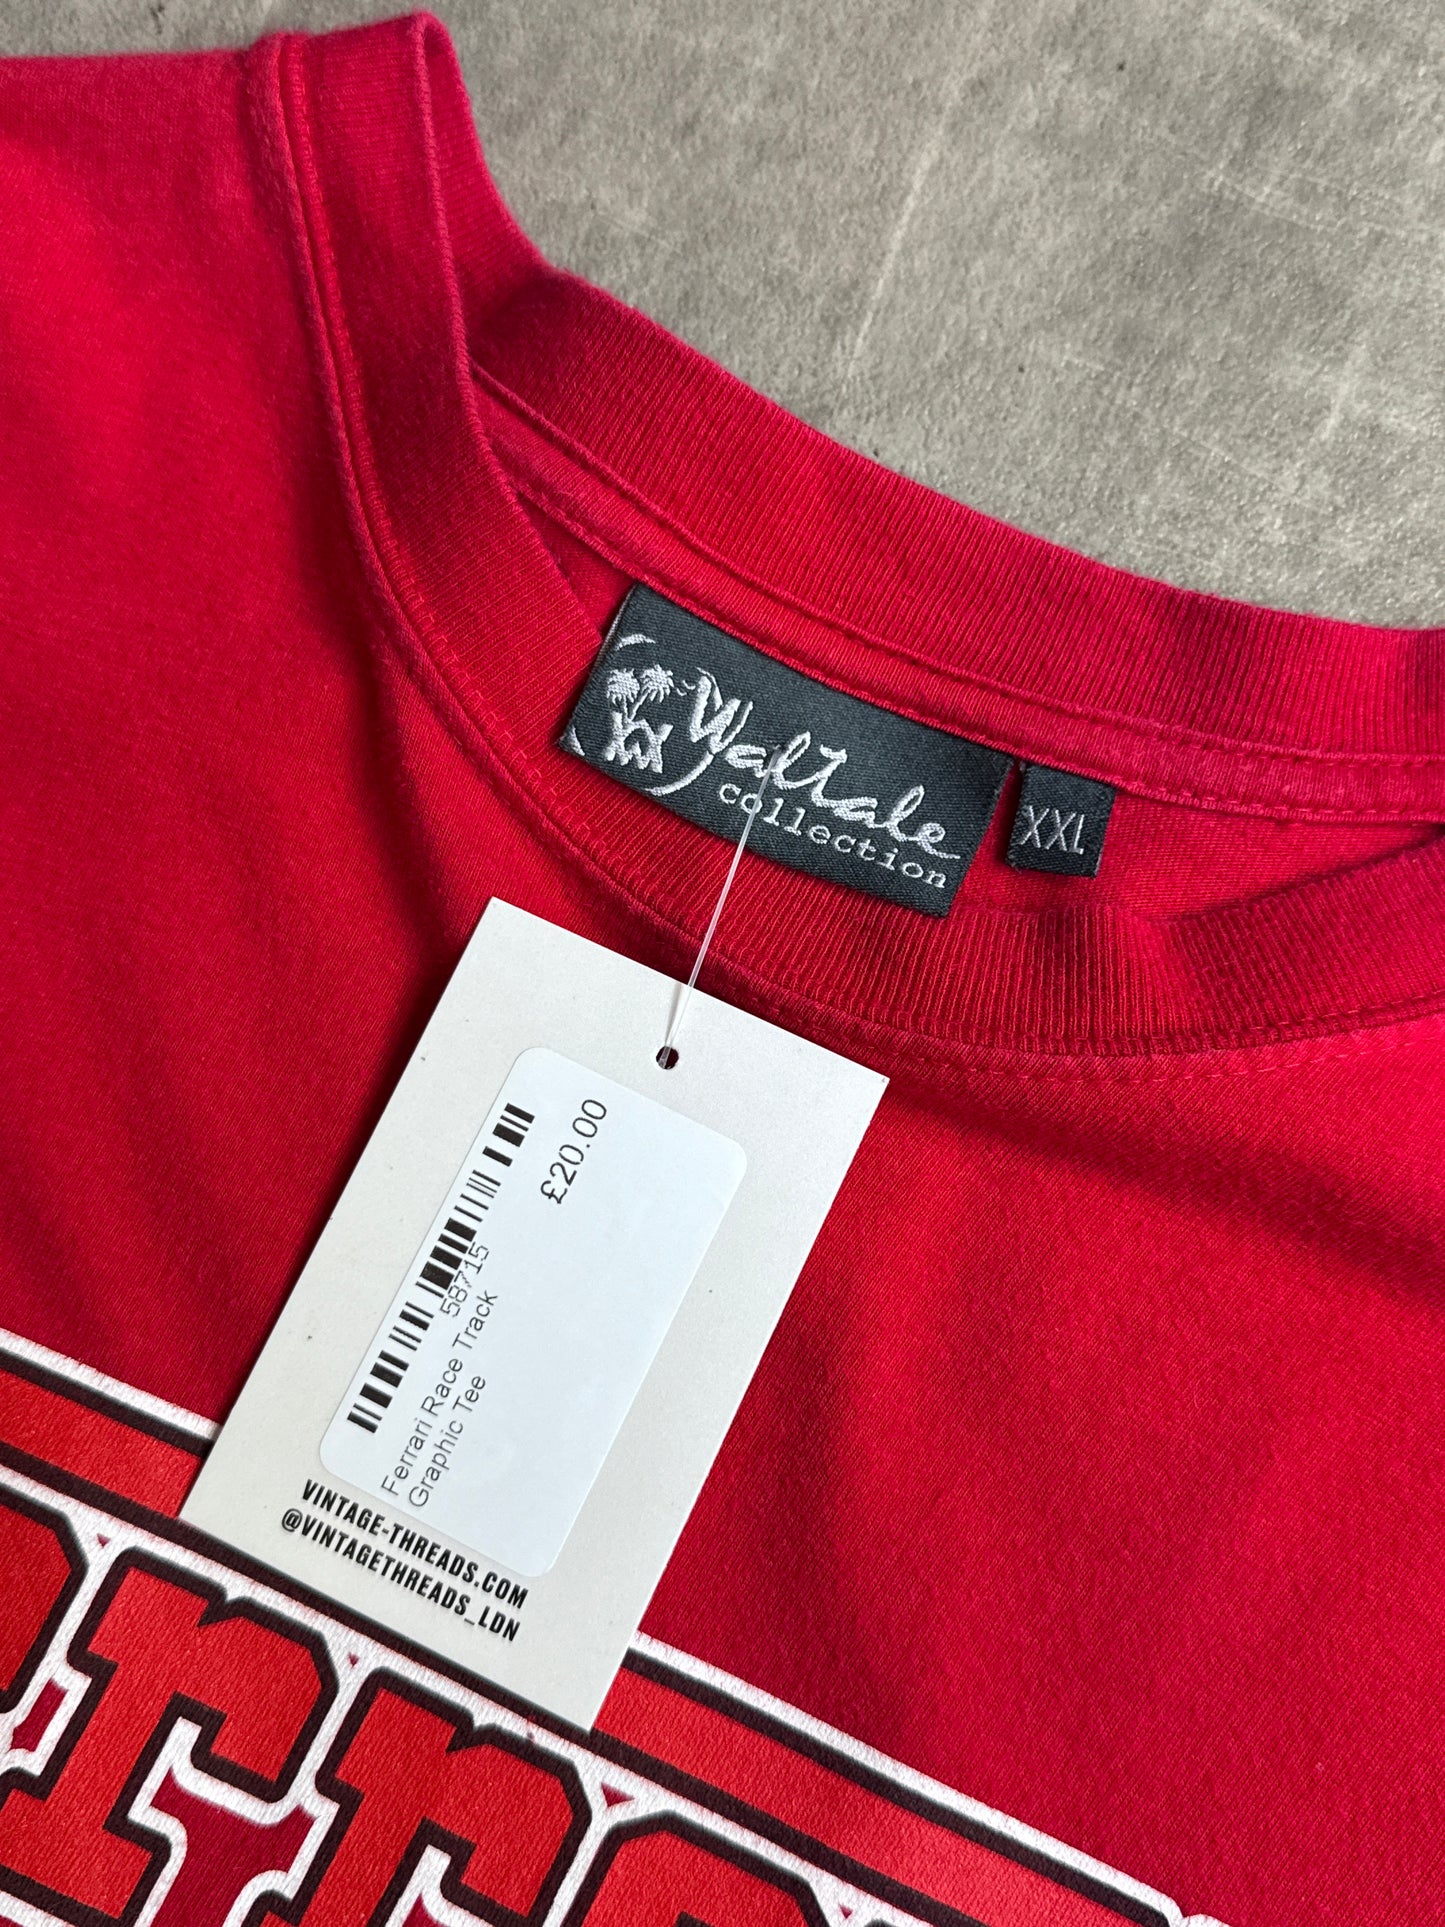 Waltale
collection
XXL
£20.00
58715
Ferrari Race Track
Graphic Tee
VINTAGE-THREADS.COM
@VINTAGETHREADS_LDN